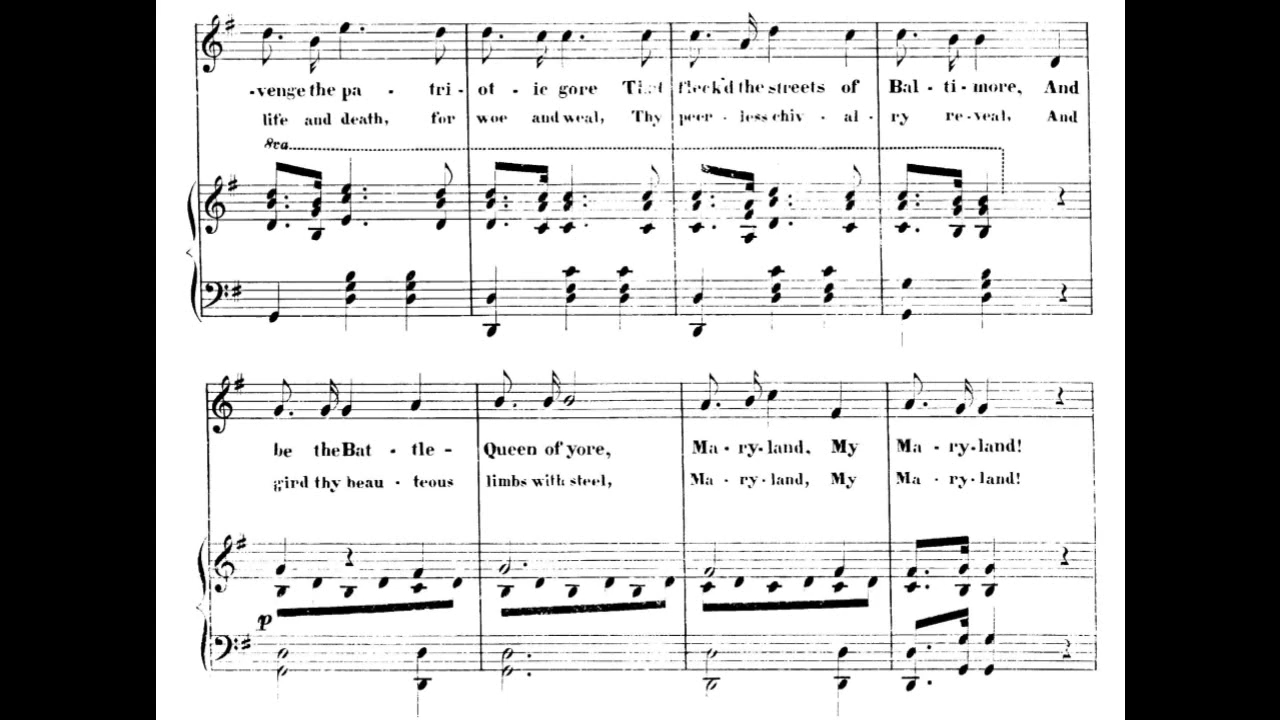 -venge the pa - tri - ot - ic gore That fleck'd the streets of Bal - ti - more, And
life and death, for woe and weal, Thy peer - less chiv - al - ry re - veal, And
8va
be the Bat - tle - Queen of yore, Ma - ry - land, My Ma - ry - land!
gird thy beau - teous limbs with steel, Ma - ry - land, My Ma - ry - land!
p